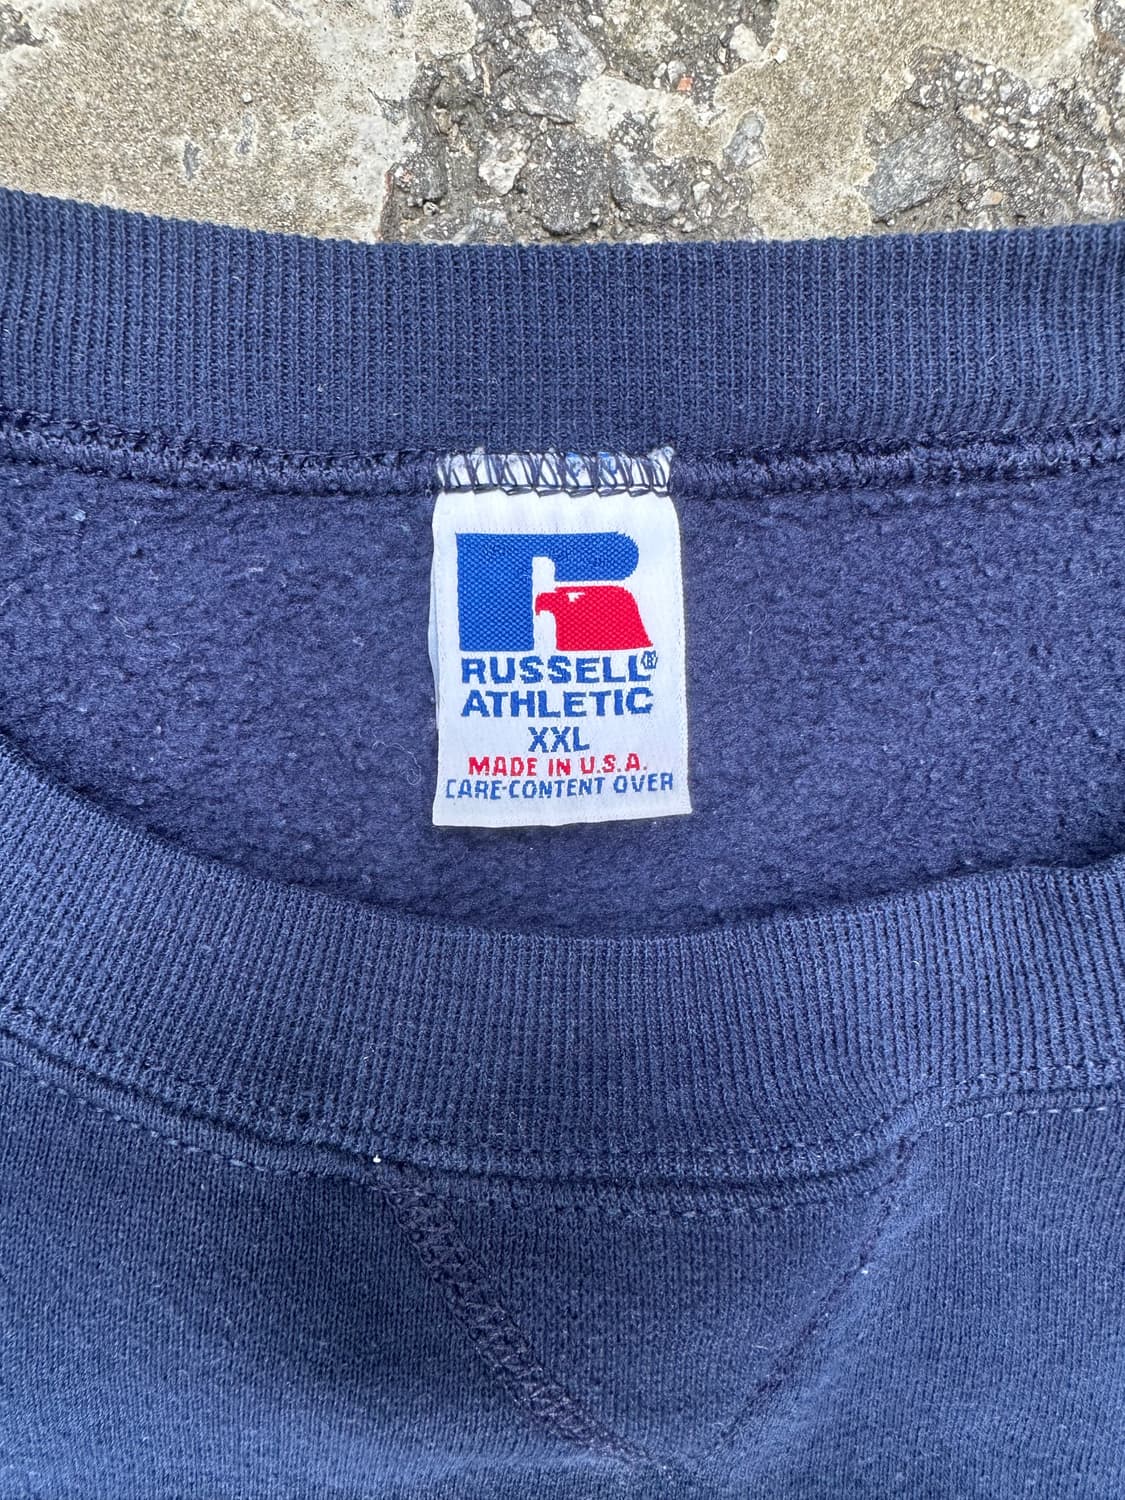 RUSSELL®
ATHLETIC
XXL
MADE IN U.S.A.
CARE-CONTENT OVER